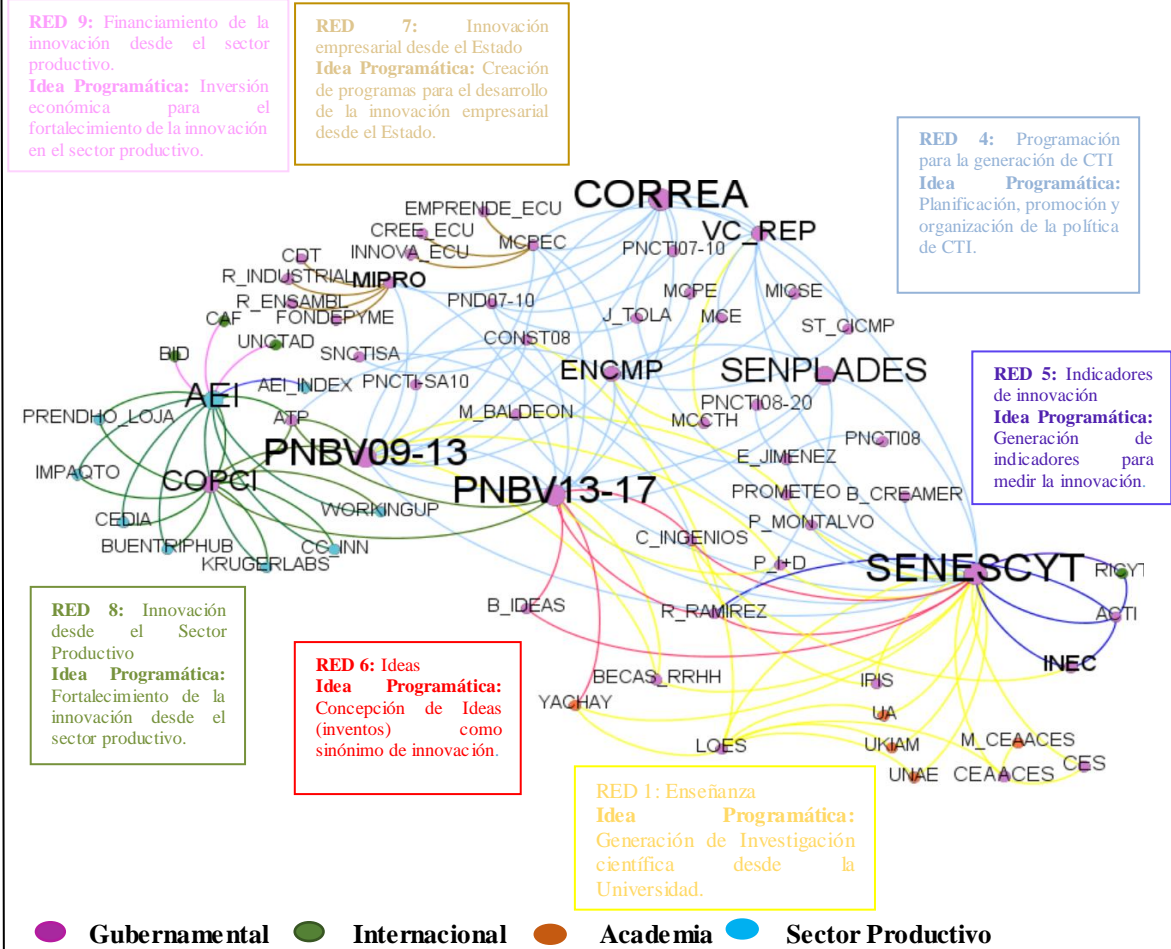 RED 9: Financiamiento de la
innovación desde el sector
productivo.
Idea Programática: Inversión
económica para el
fortalecimiento de la innovación
en el sector productivo.
RED 7: Innovación
empresarial desde el Estado
Idea Programática: Creación
de programas para el desarrollo
de la innovación empresarial
desde el Estado.
RED 4: Programación
para la generación de CTI
Idea Programática:
Planificación, promoción y
organización de la política
de CTI.
CORREA
EMPRENDE_ECU
CREE_ECU
VC_REP
MCPEC
PNCTI07-10
INNOVA_ECU
CDT
R_INDUSTRIAL
MIPRO
MCPE
MICSE
R_ENSAMBL
PND07-10
CAF
FONDEPYME
J_TOLA
MCE
ST_CICMP
UNCTAD
CONST08
BID
SNCTISA
ENCMP
SENPLADES
AEI
AEI_INDEX
PNCTI-SA10
PRENDHO_LOJA
ATP
M_BALDEON
PNCTI08-20
MCCTH
PNCTI08
PNBV09-13
E_JIMENEZ
IMPAQTO
COPCI
PNBV13-17
PROMETEO
B_CREAMER
CEDIA
WORKINGUP
P_MONTALVO
BUENTRIPHUB
CC_INN
C_INGENIOS
KRUGERLABS
P_I+D
SENESCYT
RICYT
B_IDEAS
R_RAMIREZ
ACTI
INEC
BECAS_RRHH
IPIS
YACHAY
UA
LOES
UKIAM
M_CEAACES
UNAE
CEAACES
CES
RED 5: Indicadores
de innovación
Idea Programática:
Generación de
indicadores para
medir la innovación.
RED 8: Innovación
desde el Sector
Productivo
Idea Programática:
Fortalecimiento de la
innovación desde el
sector productivo.
RED 6: Ideas
Idea Programática:
Concepción de Ideas
(inventos) como
sinónimo de innovación.
RED 1: Enseñanza
Idea Programática:
Generación de Investigación
científica desde la
Universidad.
Gubernamental Internacional Academia Sector Productivo